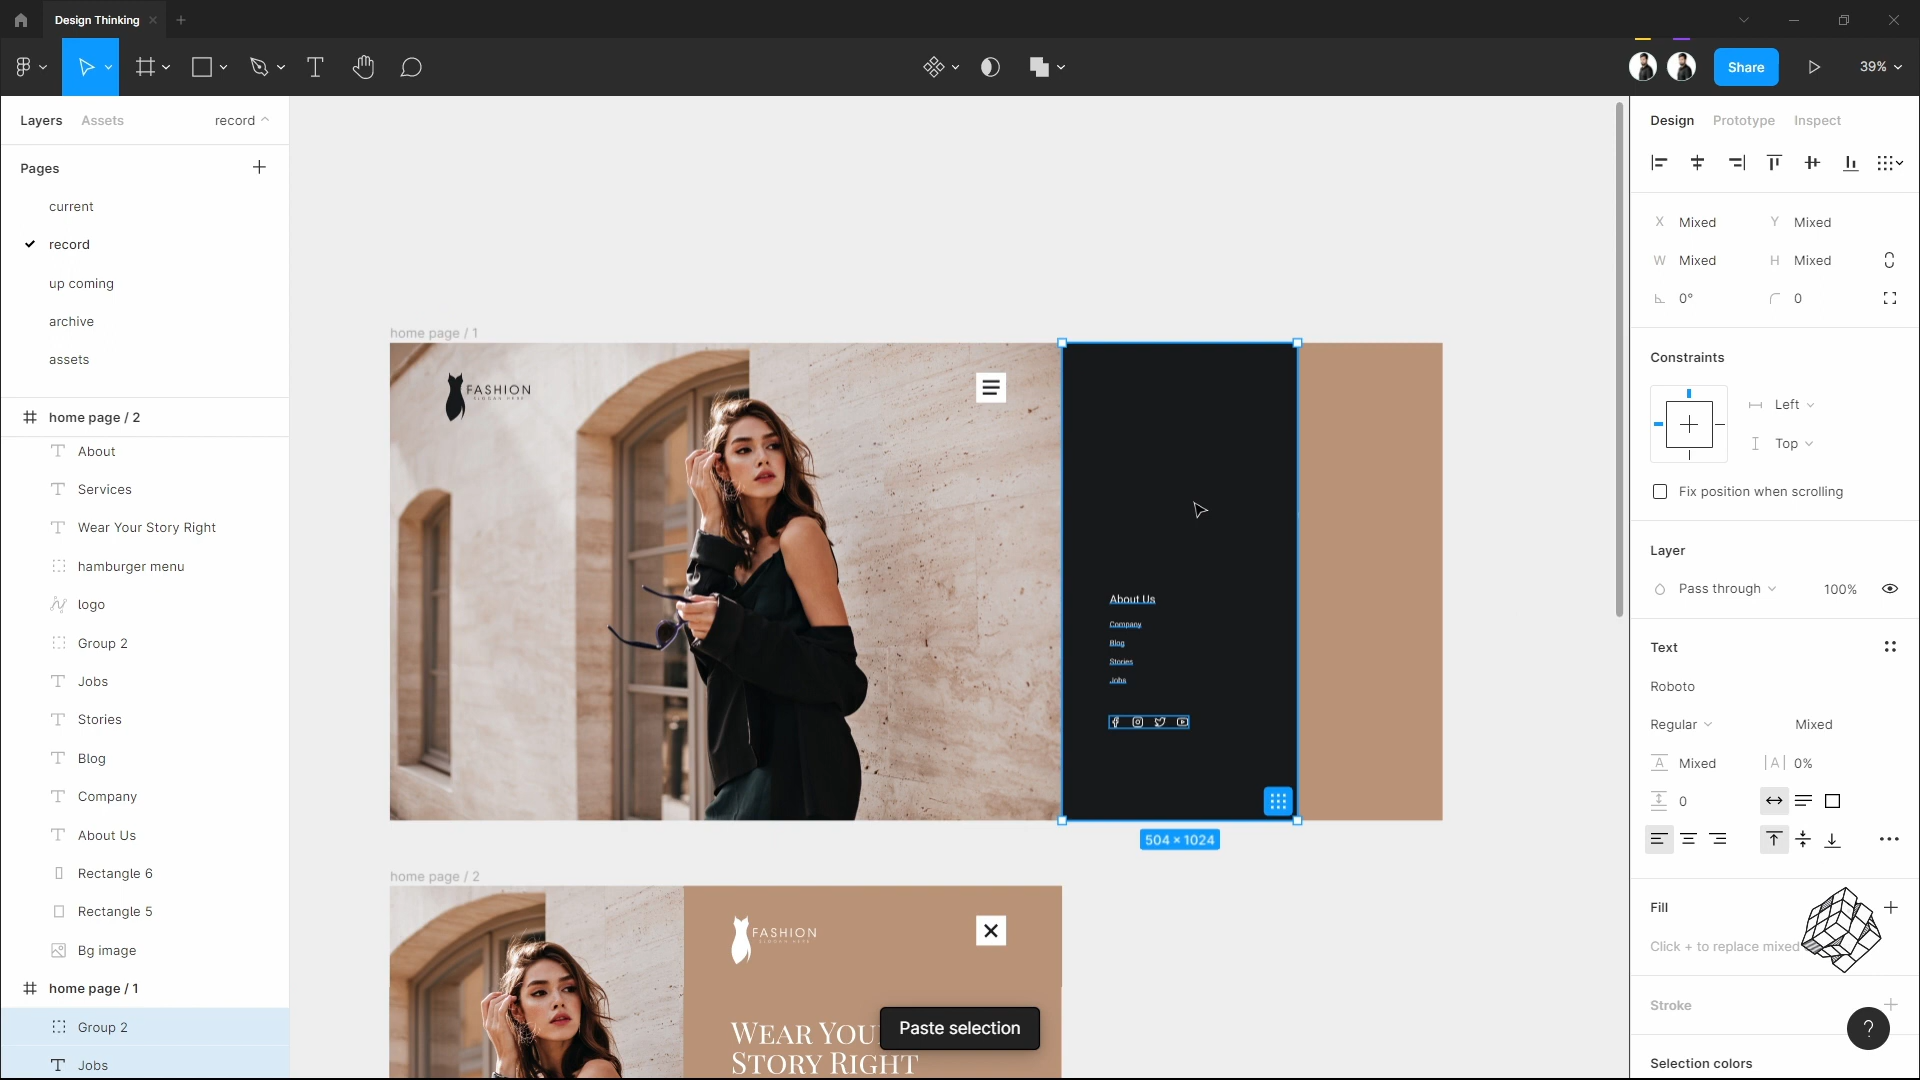 Design Thinking
Share
39%
Layers
Assets
record
Pages
current
record
up coming
archive
assets
home page / 2
About
Services
Wear Your Story Right
hamburger menu
logo
Group 2
Jobs
Stories
Blog
Company
About Us
Rectangle 6
Rectangle 5
Bg image
home page / 1
Group 2
Jobs
home page / 1
FASHION
SLOGAN HERE
About Us
Company
Blog
Stories
Jobs
504 × 1024
home page / 2
FASHION
SLOGAN HERE
WEAR YOU
STORY RIGHT
Paste selection
Design
Prototype
Inspect
X Mixed
Y Mixed
W Mixed
H Mixed
0°
0
Constraints
Left
Top
Fix position when scrolling
Layer
Pass through
100%
Text
Roboto
Regular
Mixed
Mixed
0%
0
Fill
Click + to replace mixed
Stroke
?
Selection colors